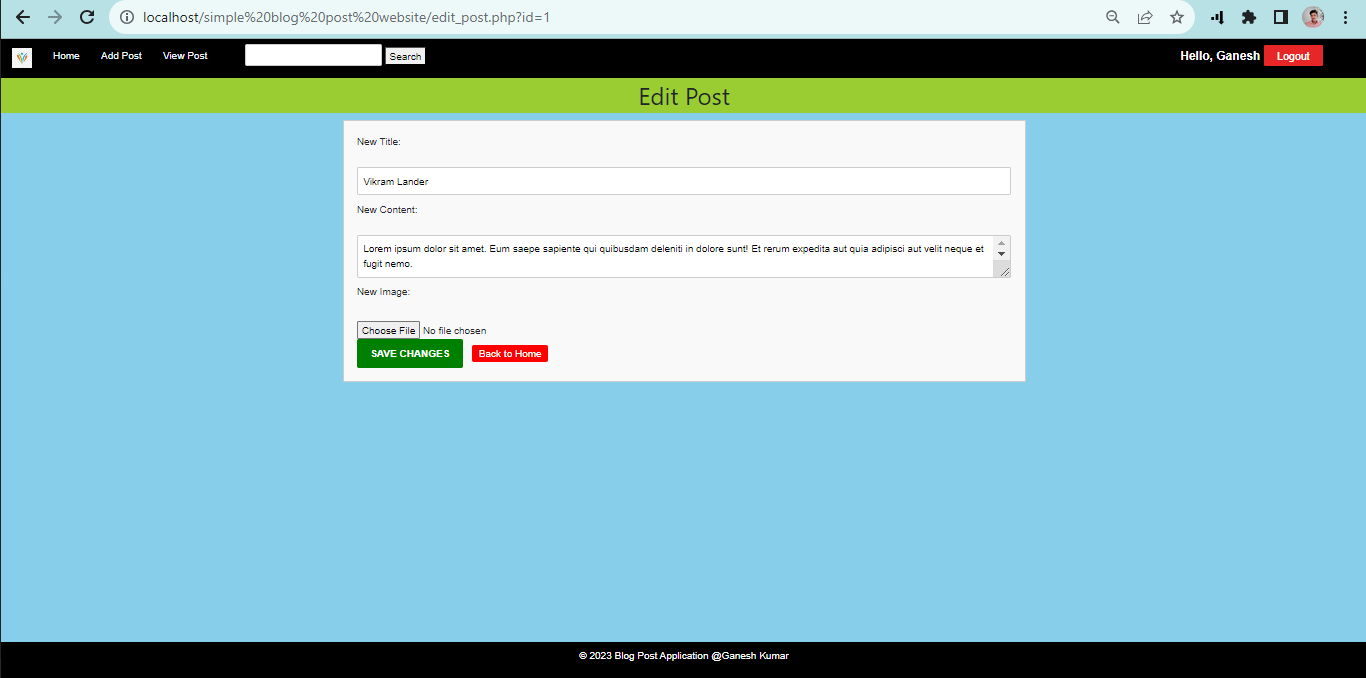 localhost/simple%20blog%20post%20website/edit_post.php?id=1
Home Add Post View Post Search Hello, Ganesh Logout
Edit Post
New Title:
Vikram Lander
New Content:
Lorem ipsum dolor sit amet. Eum saepe sapiente qui quibusdam deleniti in dolore sunt! Et rerum expedita aut quia adipisci aut velit neque et
fugit nemo.
New Image:
Choose File No file chosen
SAVE CHANGES Back to Home
© 2023 Blog Post Application @Ganesh Kumar